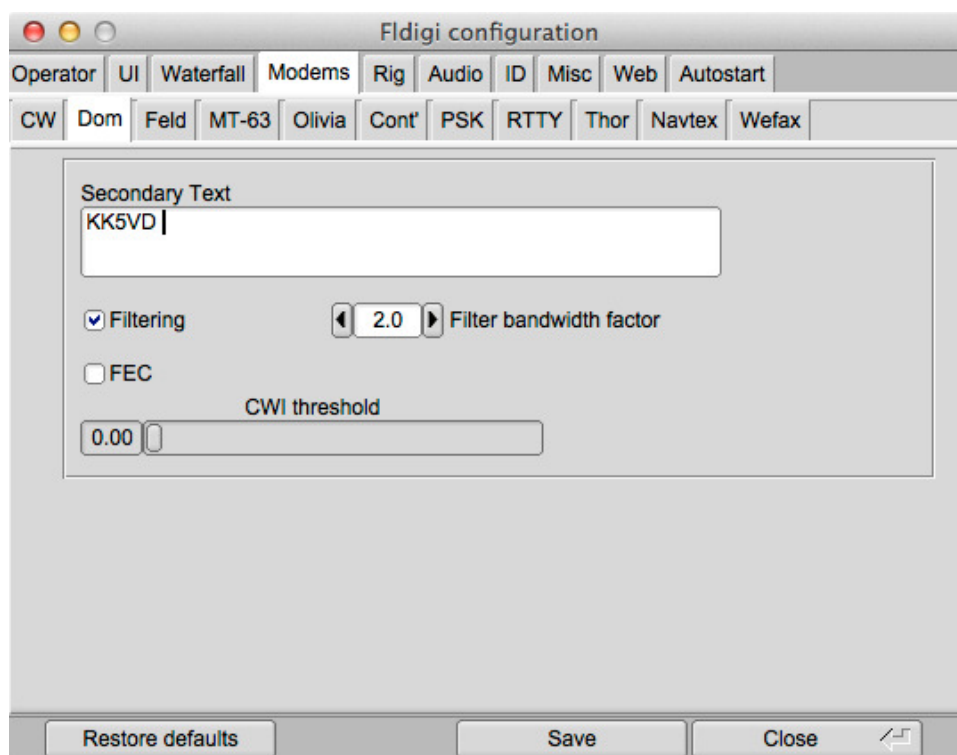 Fldigi configuration
Operator UI Waterfall Modems Rig Audio ID Misc Web Autostart
CW Dom Feld MT-63 Olivia Cont' PSK RTTY Thor Navtex Wefax
Secondary Text
KK5VD
Filtering 2.0 Filter bandwidth factor
FEC
CWI threshold
0.00
Restore defaults Save Close